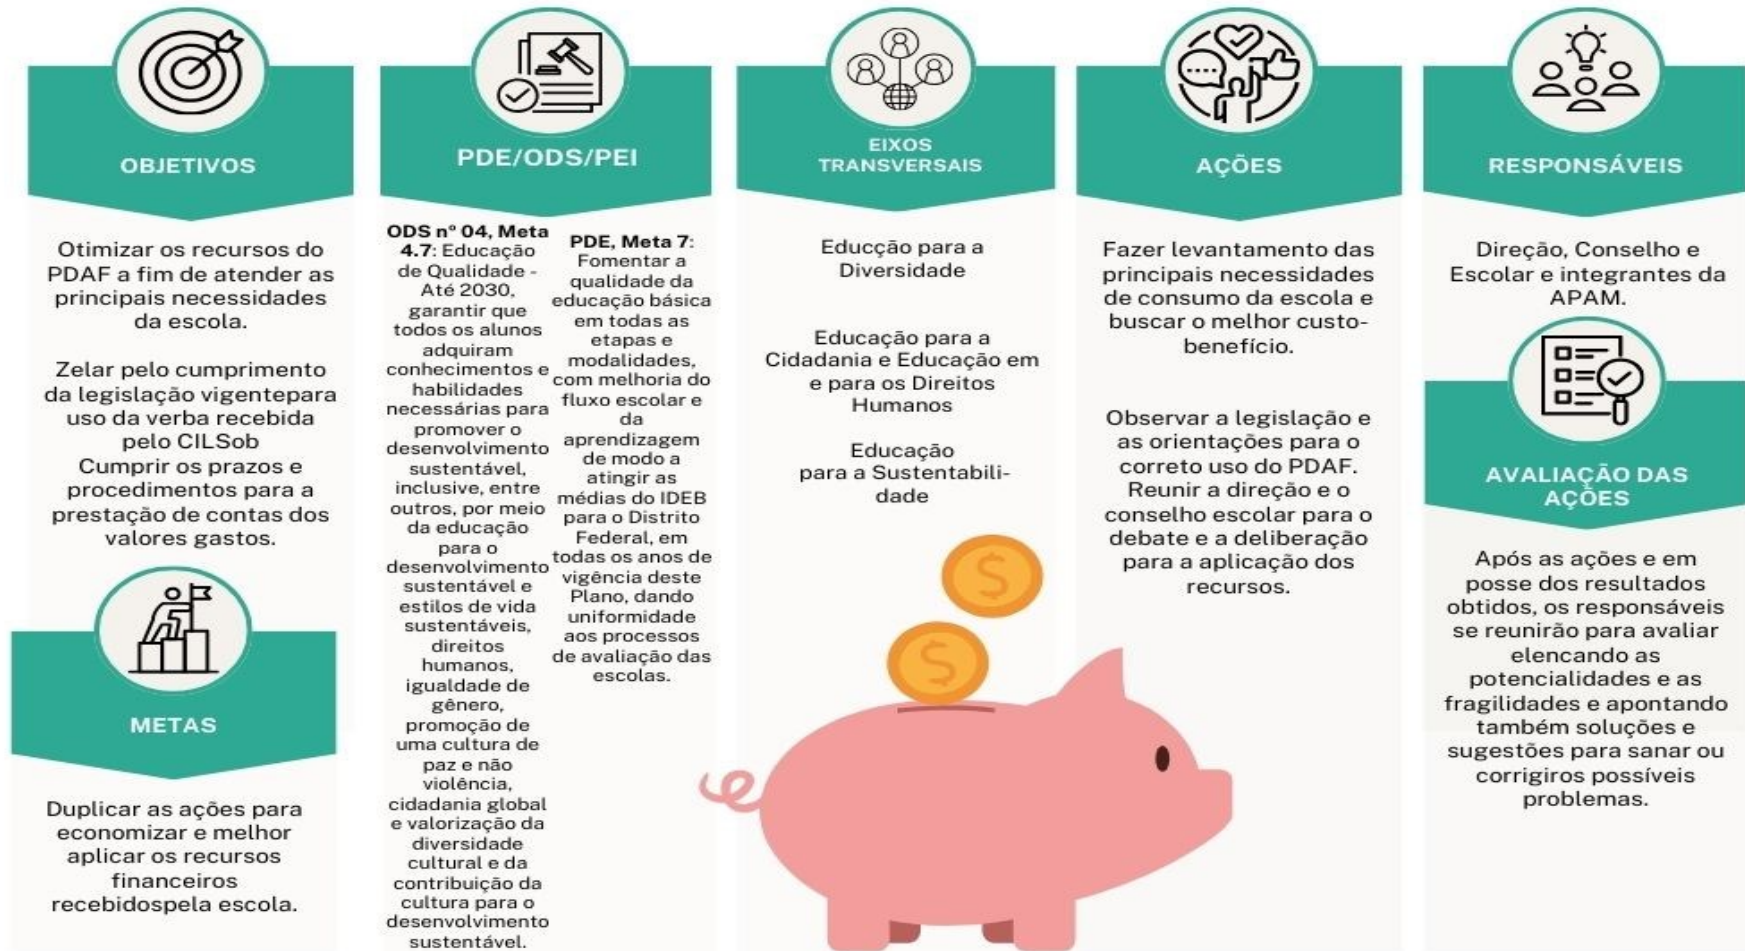 OBJETIVOS
Otimizar os recursos do
PDAF a fim de atender as
principais necessidades
da escola.
Zelar pelo cumprimento
da legislação vigentepara
uso da verba recebida
pelo CILSob
Cumprir os prazos e
procedimentos para a
prestação de contas dos
valores gastos.
METAS
Duplicar as ações para
economizar e melhor
aplicar os recursos
financeiros
recebidospela escola.
PDE/ODS/PEI
ODS nº 04, Meta
4.7: Educação
de Qualidade -
Até 2030,
garantir que
todos os alunos
adquiram
conhecimentos e
habilidades
necessárias para
promover o
desenvolvimento
sustentável,
inclusive, entre
outros, por meio
da educação
para o
desenvolvimento
sustentável e
estilos de vida
sustentáveis,
direitos
humanos,
igualdade de
gênero,
promoção de
uma cultura de
paz e não
violência,
cidadania global
e valorização da
diversidade
cultural e da
contribuição da
cultura para o
desenvolvimento
sustentável.
PDE, Meta 7:
Fomentar a
qualidade da
educação básica
em todas as
etapas e
modalidades,
com melhoria do
fluxo escolar e
da
aprendizagem
de modo a
atingir as
médias do IDEB
para o Distrito
Federal, em
todas os anos de
vigência deste
Plano, dando
uniformidade
aos processos
de avaliação das
escolas.
EIXOS
TRANSVERSAIS
Educção para a
Diversidade
Educação para a
Cidadania e Educação em
e para os Direitos
Humanos
Educação
para a Sustentabili-
dade
$
$
AÇÕES
Fazer levantamento das
principais necessidades
de consumo da escola e
buscar o melhor custo-
benefício.
Observar a legislação e
as orientações para o
correto uso do PDAF.
Reunir a direção e o
conselho escolar para o
debate e a deliberação
para a aplicação dos
recursos.
RESPONSÁVEIS
Direção, Conselho e
Escolar e integrantes da
APAM.
AVALIAÇÃO DAS
AÇÕES
Após as ações e em
posse dos resultados
obtidos, os responsáveis
se reunirão para avaliar
elencando as
potencialidades e as
fragilidades e apontando
também soluções e
sugestões para sanar ou
corrigiros possíveis
problemas.